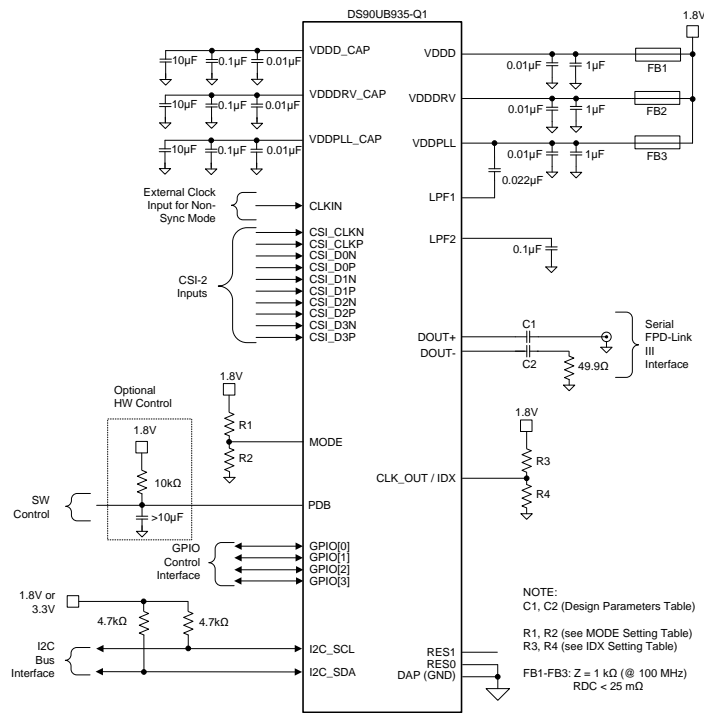 DS90UB935-Q1
1.8V
VDDD_CAP
10µF
0.1µF
0.01µF
VDDDRV_CAP
10µF
0.1µF
0.01µF
VDDPLL_CAP
10µF
0.1µF
0.01µF
VDDD
0.01µF
1µF
FB1
VDDDRV
0.01µF
1µF
FB2
VDDPLL
0.01µF
1µF
FB3
0.022µF
LPF1
LPF2
0.1µF
External Clock
Input for Non-
Sync Mode
CLKIN
CSI-2
Inputs
CSI_CLKN
CSI_CLKP
CSI_D0N
CSI_D0P
CSI_D1N
CSI_D1P
CSI_D2N
CSI_D2P
CSI_D3N
CSI_D3P
DOUT+
DOUT-
C1
C2
49.9Ω
Serial
FPD-Link
III
Interface
1.8V
R1
R2
MODE
Optional
HW Control
1.8V
10kΩ
>10µF
SW
Control
PDB
1.8V
R3
R4
CLK_OUT / IDX
GPIO
Control
Interface
GPIO[0]
GPIO[1]
GPIO[2]
GPIO[3]
1.8V or
3.3V
4.7kΩ
4.7kΩ
I2C
Bus
Interface
I2C_SCL
I2C_SDA
RES1
RES0
DAP (GND)
NOTE:
C1, C2 (Design Parameters Table)
R1, R2 (see MODE Setting Table)
R3, R4 (see IDX Setting Table)
FB1-FB3: Z = 1 kΩ (@ 100 MHz)
RDC < 25 mΩ